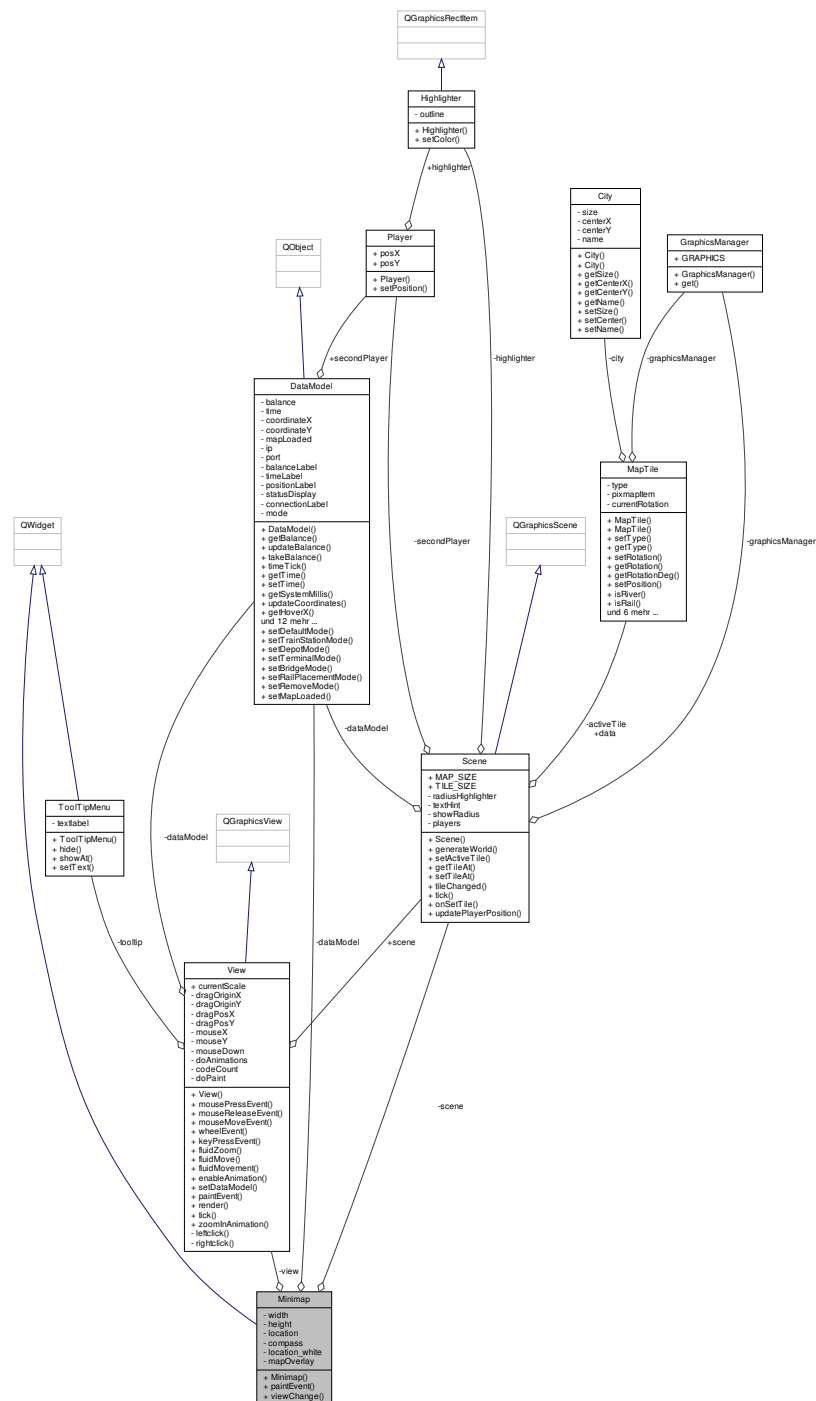 QGraphicsRectItem
Highlighter
- outline
+ Highlighter()
+ setColor()
+highlighter
City
- size
- centerX
- centerY
- name
+ City()
+ City()
+ getSize()
+ getCenterX()
+ getCenterY()
+ getName()
+ setSize()
+ setCenter()
+ setName()
GraphicsManager
+ GRAPHICS
+ GraphicsManager()
+ get()
Player
+ posX
+ posY
+ Player()
+ setPosition()
QObject
+secondPlayer
-highlighter
-city
-graphicsManager
DataModel
- balance
- time
- coordinateX
- coordinateY
- mapLoaded
- ip
- port
- balanceLabel
- timeLabel
- positionLabel
- statusDisplay
- connectionLabel
- mode
+ DataModel()
+ getBalance()
+ updateBalance()
+ takeBalance()
+ timeTick()
+ getTime()
+ setTime()
+ getSystemMillis()
+ updateCoordinates()
+ getHoverX()
und 12 mehr ...
+ setDefaultMode()
+ setTrainStationMode()
+ setDepotMode()
+ setTerminalMode()
+ setBridgeMode()
+ setRailPlacementMode()
+ setRemoveMode()
+ setMapLoaded()
MapTile
- type
- pixmapItem
- currentRotation
+ MapTile()
+ MapTile()
+ setType()
+ getType()
+ setRotation()
+ getRotation()
+ getRotationDeg()
+ setPosition()
+ isRiver()
+ isRail()
und 6 mehr ...
QWidget
QGraphicsScene
-secondPlayer
-graphicsManager
-dataModel
-activeTile
+data
Scene
+ MAP_SIZE
+ TILE_SIZE
- radiusHighlighter
- textHint
- showRadius
- players
+ Scene()
+ generateWorld()
+ setActiveTile()
+ getTileAt()
+ setTileAt()
+ tileChanged()
+ tick()
+ onSetTile()
+ updatePlayerPosition()
ToolTipMenu
- textlabel
+ ToolTipMenu()
+ hide()
+ showAt()
+ setText()
QGraphicsView
-dataModel
-tooltip
-dataModel
+scene
View
+ currentScale
- dragOriginX
- dragOriginY
- dragPosX
- dragPosY
- mouseX
- mouseY
- mouseDown
- doAnimations
- codeCount
- doPaint
+ View()
+ mousePressEvent()
+ mouseReleaseEvent()
+ mouseMoveEvent()
+ wheelEvent()
+ keyPressEvent()
+ fluidZoom()
+ fluidMove()
+ fluidMovement()
+ enableAnimation()
+ setDataModel()
+ paintEvent()
+ render()
+ tick()
+ zoomInAnimation()
- leftclick()
- rightclick()
-scene
-view
Minimap
- width
- height
- location
- compass
- location_white
- mapOverlay
+ Minimap()
+ paintEvent()
+ viewChange()